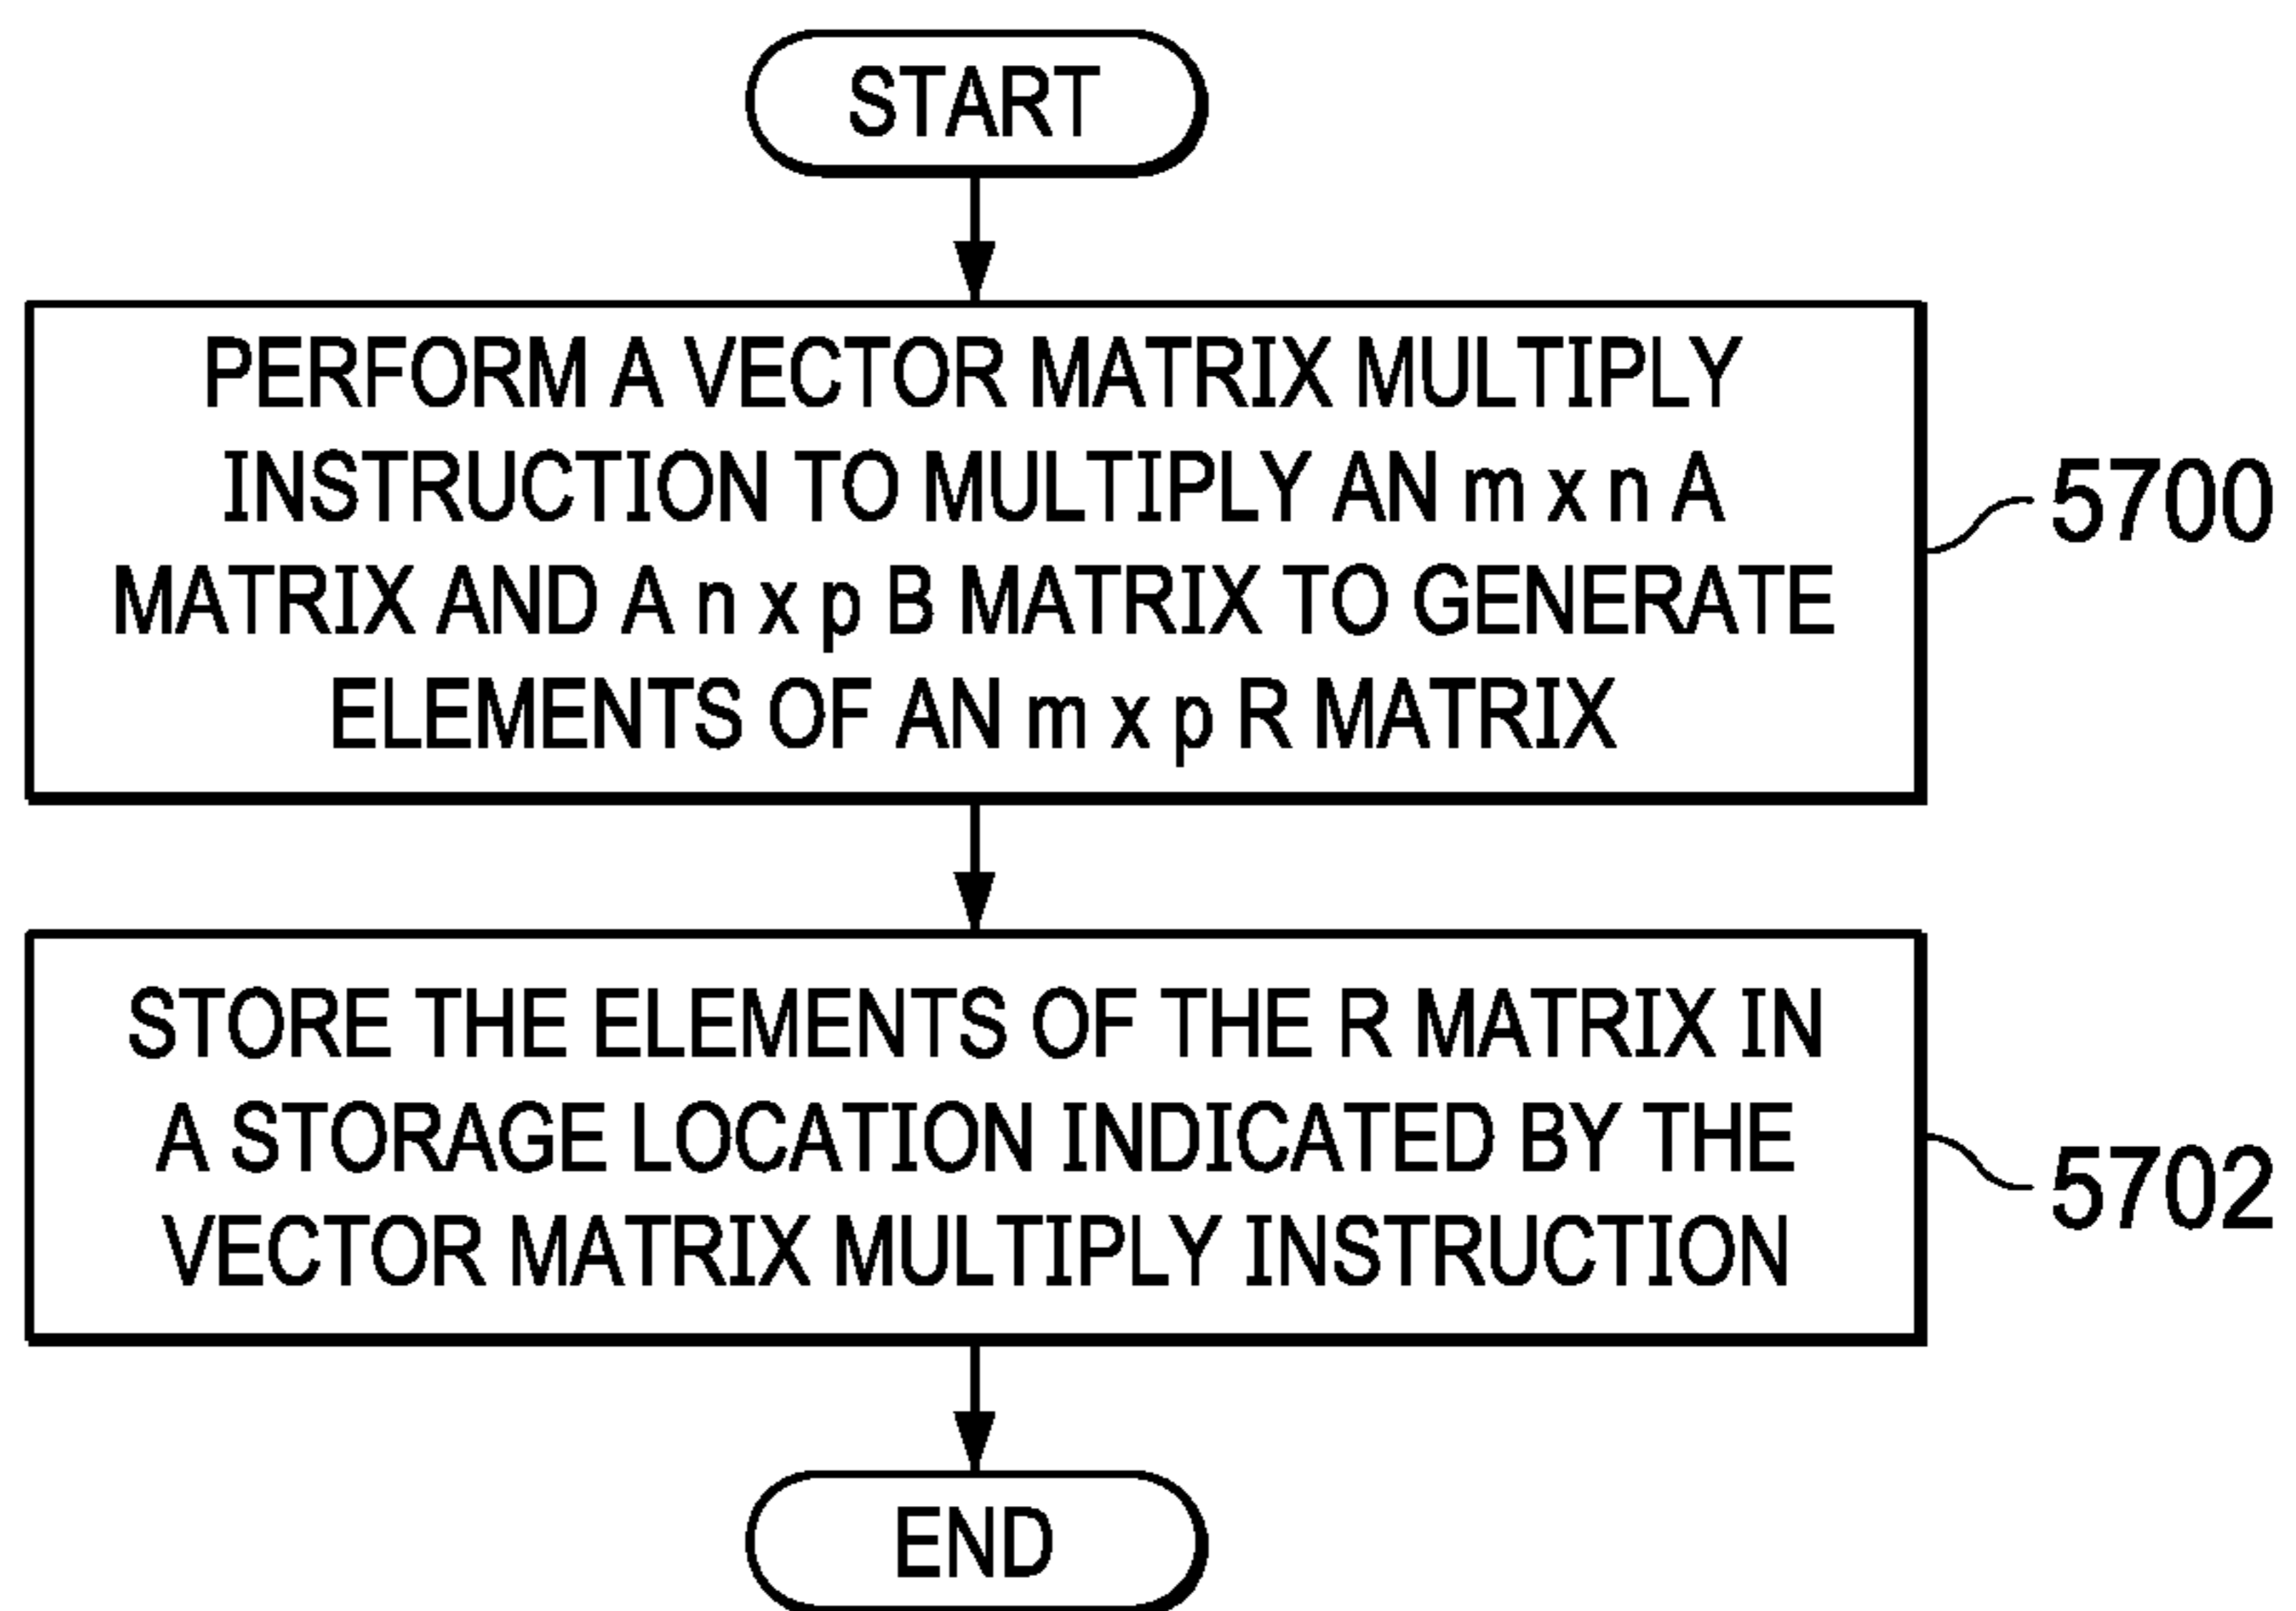 START
PERFORM A VECTOR MATRIX MULTIPLY
INSTRUCTION TO MULTIPLY AN m x n A
MATRIX AND A n x p B MATRIX TO GENERATE
ELEMENTS OF AN m x p R MATRIX
5700
STORE THE ELEMENTS OF THE R MATRIX IN
A STORAGE LOCATION INDICATED BY THE
VECTOR MATRIX MULTIPLY INSTRUCTION
5702
END